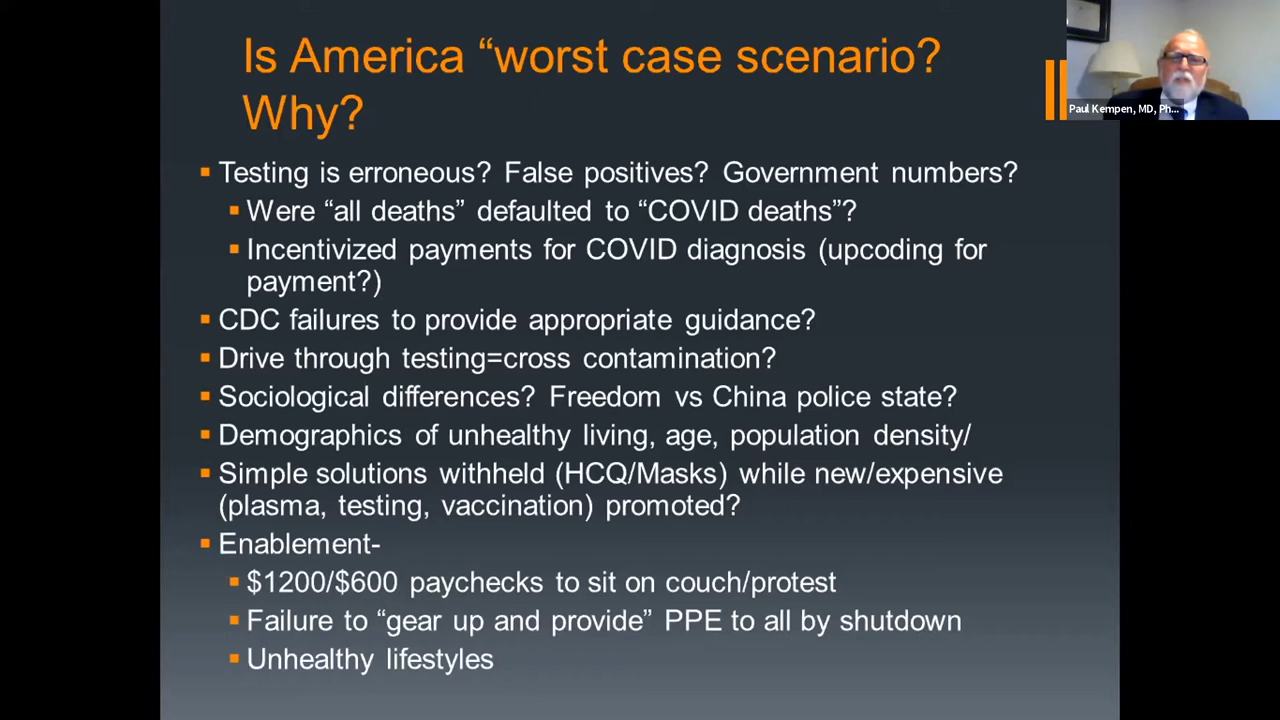 Is America “worst case scenario?
Why?
Paul Kempen, MD, Ph...
Testing is erroneous? False positives? Government numbers?
Were “all deaths” defaulted to “COVID deaths”?
Incentivized payments for COVID diagnosis (upcoding for
payment?)
CDC failures to provide appropriate guidance?
Drive through testing=cross contamination?
Sociological differences? Freedom vs China police state?
Demographics of unhealthy living, age, population density/
Simple solutions withheld (HCQ/Masks) while new/expensive
(plasma, testing, vaccination) promoted?
Enablement-
$1200/$600 paychecks to sit on couch/protest
Failure to “gear up and provide” PPE to all by shutdown
Unhealthy lifestyles